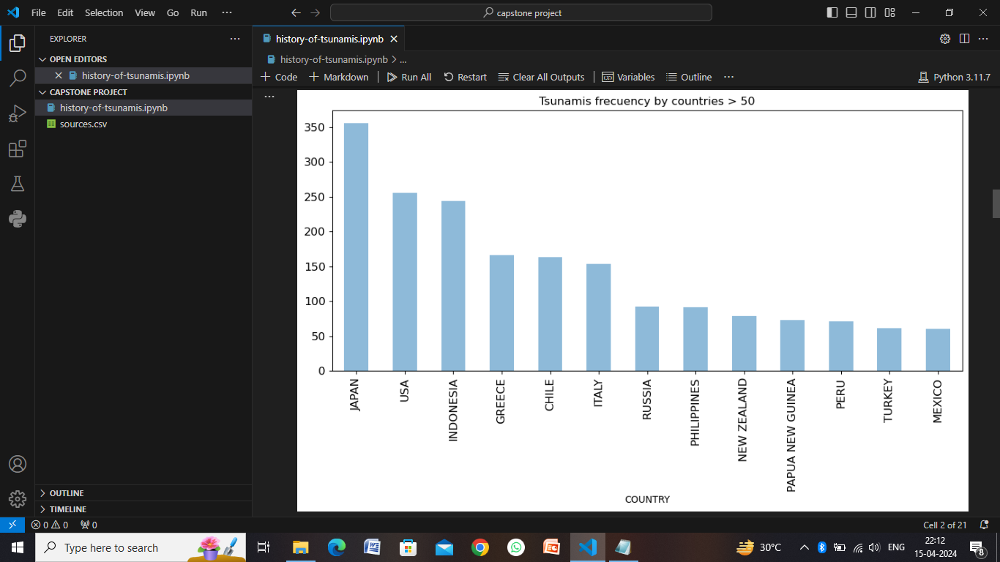 File Edit Selection View Go Run ···
capstone project
EXPLORER ···
OPEN EDITORS
history-of-tsunamis.ipynb
CAPSTONE PROJECT
history-of-tsunamis.ipynb
sources.csv
OUTLINE
TIMELINE
history-of-tsunamis.ipynb
history-of-tsunamis.ipynb > ...
+ Code + Markdown Run All Restart Clear All Outputs Variables Outline ··· Python 3.11.7
Tsunamis frecuency by countries > 50
350
300
250
200
150
100
50
0
JAPAN
USA
INDONESIA
GREECE
CHILE
ITALY
RUSSIA
PHILIPPINES
NEW ZEALAND
PAPUA NEW GUINEA
PERU
TURKEY
MEXICO
COUNTRY
0 0 0 Cell 2 of 21
Type here to search
30°C
ENG
22:12
15-04-2024
8